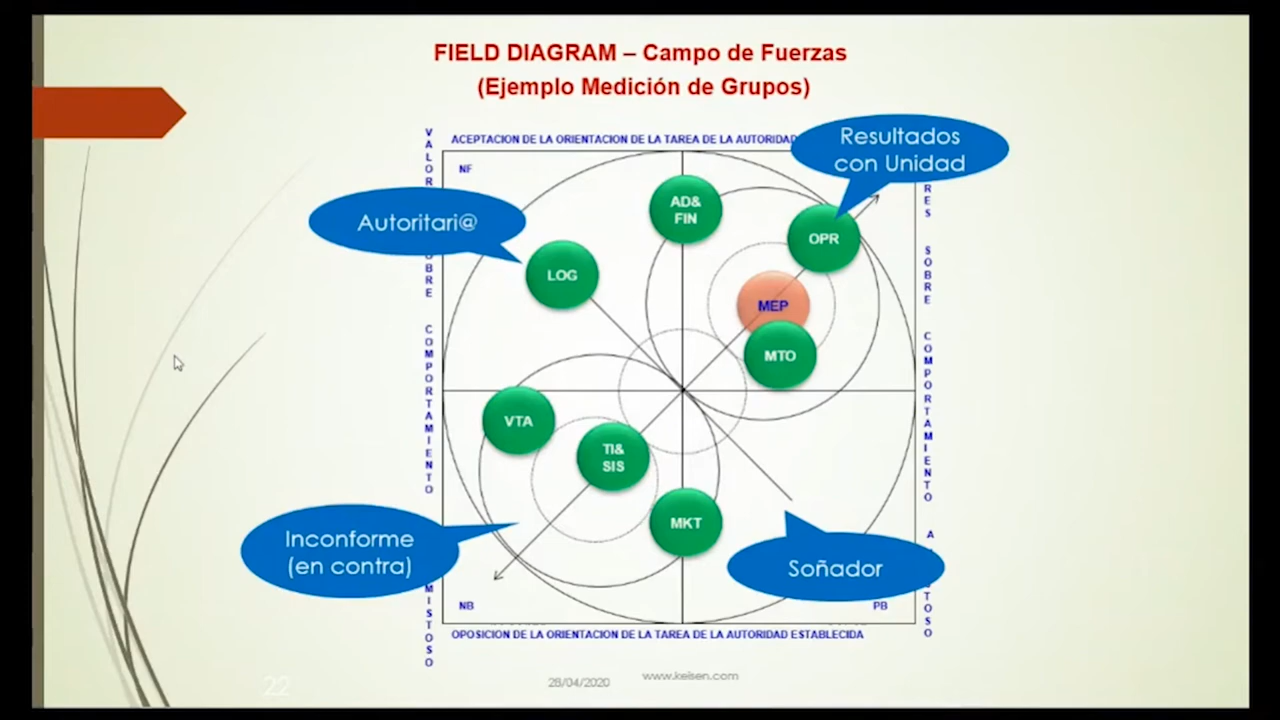 FIELD DIAGRAM – Campo de Fuerzas
(Ejemplo Medición de Grupos)
ACEPTACION DE LA ORIENTACION DE LA TAREA DE LA AUTORIDAD
Resultados
con Unidad
NF
Autoritari@
AD&
FIN
OPR
LOG
MEP
MTO
VTA
TI&
SIS
MKT
Inconforme
(en contra)
Soñador
NB
PB
OPOSICION DE LA ORIENTACION DE LA TAREA DE LA AUTORIDAD ESTABLECIDA
COMPORTAMIENTO
SOBRE COMPORTAMIENTO
28/04/2020
www.keisen.com
22